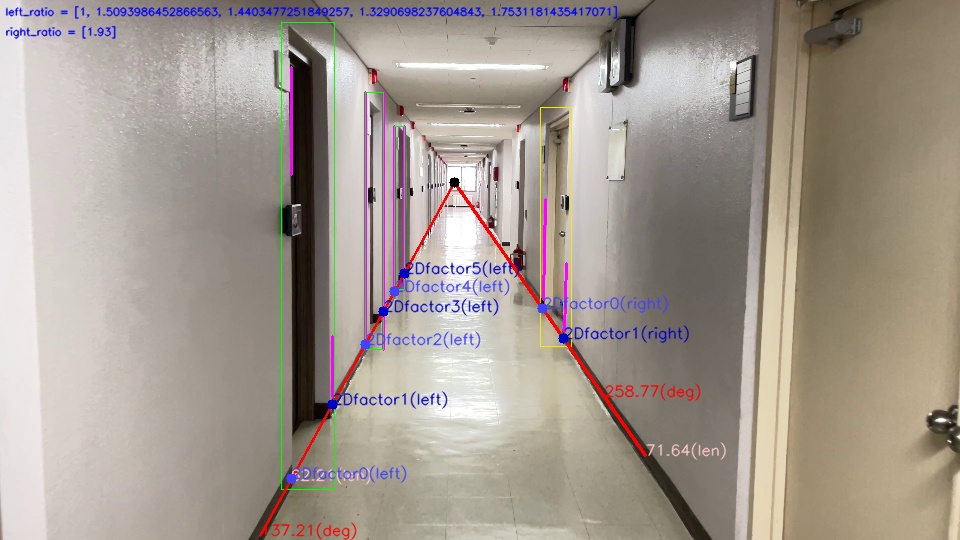 left_ratio = [1, 1.5093986452866563, 1.4403477251849257, 1.3290698237604843, 1.7531181435417071]
right_ratio = [1.93]
2Dfactor5(left)
2Dfactor4(left)
2Dfactor3(left)
2Dfactor0(right)
2Dfactor2(left)
2Dfactor1(right)
258.77(deg)
2Dfactor1(left)
71.64(len)
2Dfactor0(left)
37.21(deg)